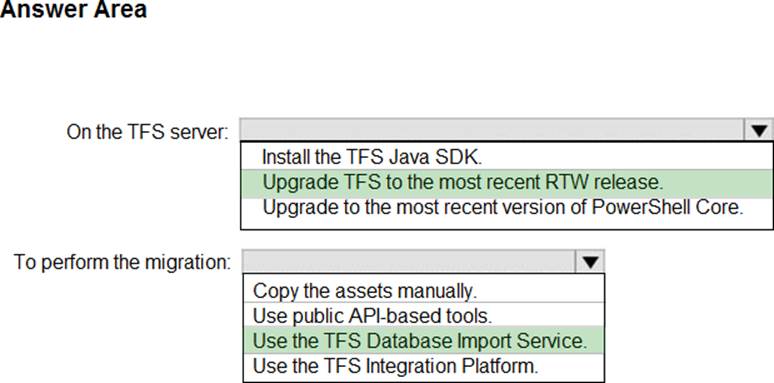 Answer Area
On the TFS server:
Install the TFS Java SDK.
Upgrade TFS to the most recent RTW release.
Upgrade to the most recent version of PowerShell Core.
To perform the migration:
Copy the assets manually.
Use public API-based tools.
Use the TFS Database Import Service.
Use the TFS Integration Platform.